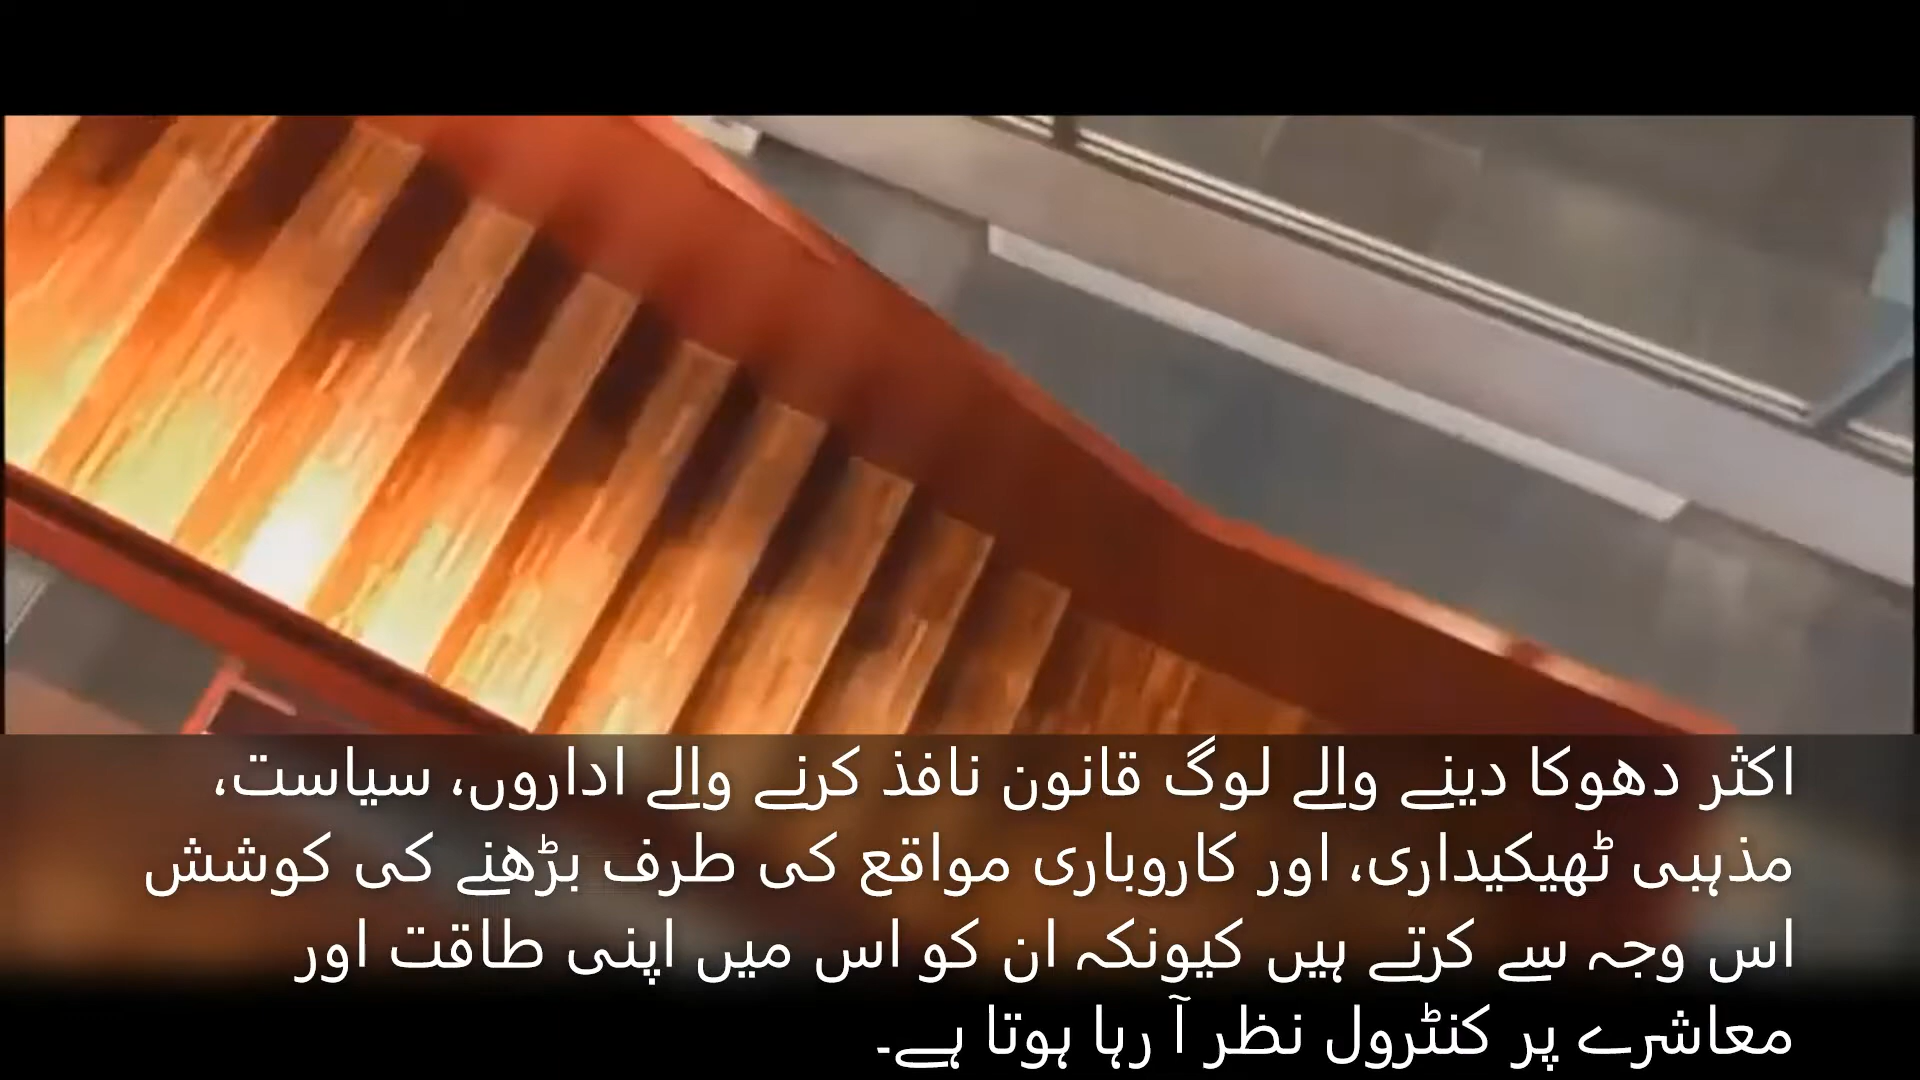 اکثر دھوکا دینے والے لوگ قانون نافذ کرنے والے اداروں، سیاست،
مذہبی ٹھیکیداری، اور کاروباری مواقع کی طرف بڑھنے کی کوشش
اس وجہ سے کرتے ہیں کیونکہ ان کو اس میں اپنی طاقت اور
معاشرے پر کنٹرول نظر آ رہا ہوتا ہے۔